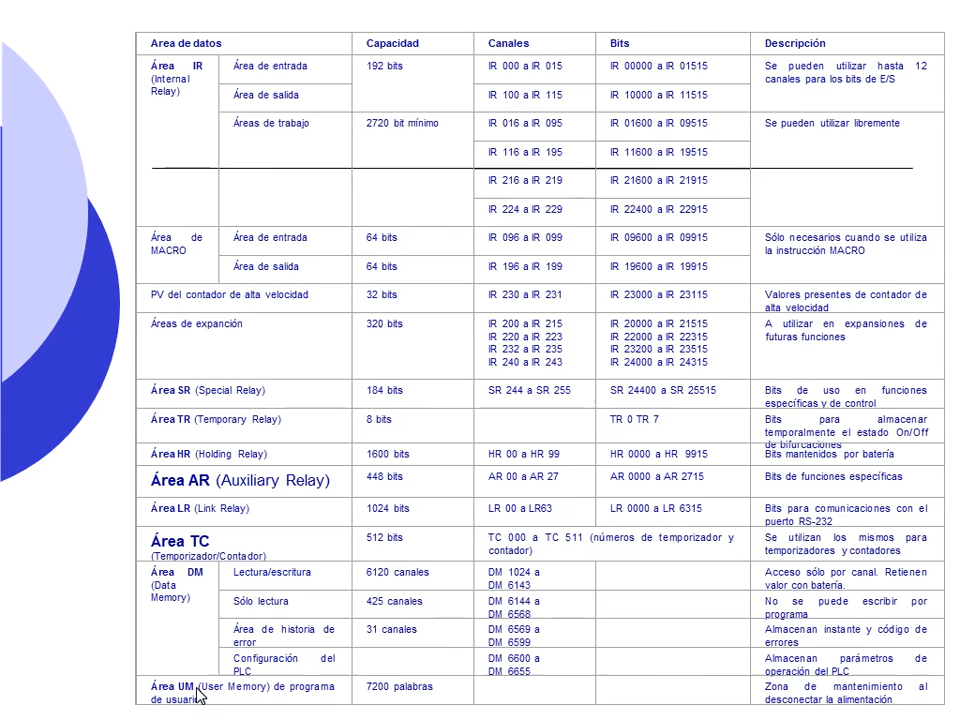 Area de datos Capacidad Canales Bits Descripción
Área IR Área de entrada 192 bits IR 000 a IR 015 IR 00000 a IR 01515 Se pueden utilizar hasta 12
(Internal canales para los bits de E/S
Relay) Área de salida IR 100 a IR 115 IR 10000 a IR 11515
Áreas de trabajo 2720 bit mínimo IR 016 a IR 095 IR 01600 a IR 09515 Se pueden utilizar libremente
IR 116 a IR 195 IR 11600 a IR 19515
IR 216 a IR 219 IR 21600 a IR 21915
IR 224 a IR 229 IR 22400 a IR 22915
Área de Área de entrada 64 bits IR 096 a IR 099 IR 09600 a IR 09915 Sólo necesarios cuando se utiliza
MACRO la instrucción MACRO
Área de salida 64 bits IR 196 a IR 199 IR 19600 a IR 19915
PV del contador de alta velocidad 32 bits IR 230 a IR 231 IR 23000 a IR 23115 Valores presentes de contador de
alta velocidad
Áreas de expanción 320 bits IR 200 a IR 215 IR 20000 a IR 21515 A utilizar en expansiones de
IR 220 a IR 223 IR 22000 a IR 22315 futuras funciones
IR 232 a IR 235 IR 23200 a IR 23515
IR 240 a IR 243 IR 24000 a IR 24315
Área SR (Special Relay) 184 bits SR 244 a SR 255 SR 24400 a SR 25515 Bits de uso en funciones
específicas y de control
Área TR (Temporary Relay) 8 bits TR 0 TR 7 Bits para almacenar
temporalmente el estado On/Off
de bifurcaciones
Área HR (Holding Relay) 1600 bits HR 00 a HR 99 HR 0000 a HR 9915 Bits mantenidos por batería
Área AR (Auxiliary Relay) 448 bits AR 00 a AR 27 AR 0000 a AR 2715 Bits de funciones específicas
Área LR (Link Relay) 1024 bits LR 00 a LR63 LR 0000 a LR 6315 Bits para comunicaciones con el
puerto RS-232
Área TC 512 bits TC 000 a TC 511 (números de temporizador y Se utilizan los mismos para
(Temporizador/Contador) contador) temporizadores y contadores
Área DM Lectura/escritura 6120 canales DM 1024 a Acceso sólo por canal. Retienen
(Data DM 6143 valor con batería.
Memory) Sólo lectura 425 canales DM 6144 a No se puede escribir por
DM 6568 programa
Área de historia de 31 canales DM 6569 a Almacenan instante y código de
error DM 6599 errores
Configuración del DM 6600 a Almacenan parámetros de
PLC DM 6655 operación del PLC
Área UM (User Memory) de programa 7200 palabras Zona de mantenimiento al
de usuario desconectar la alimentación